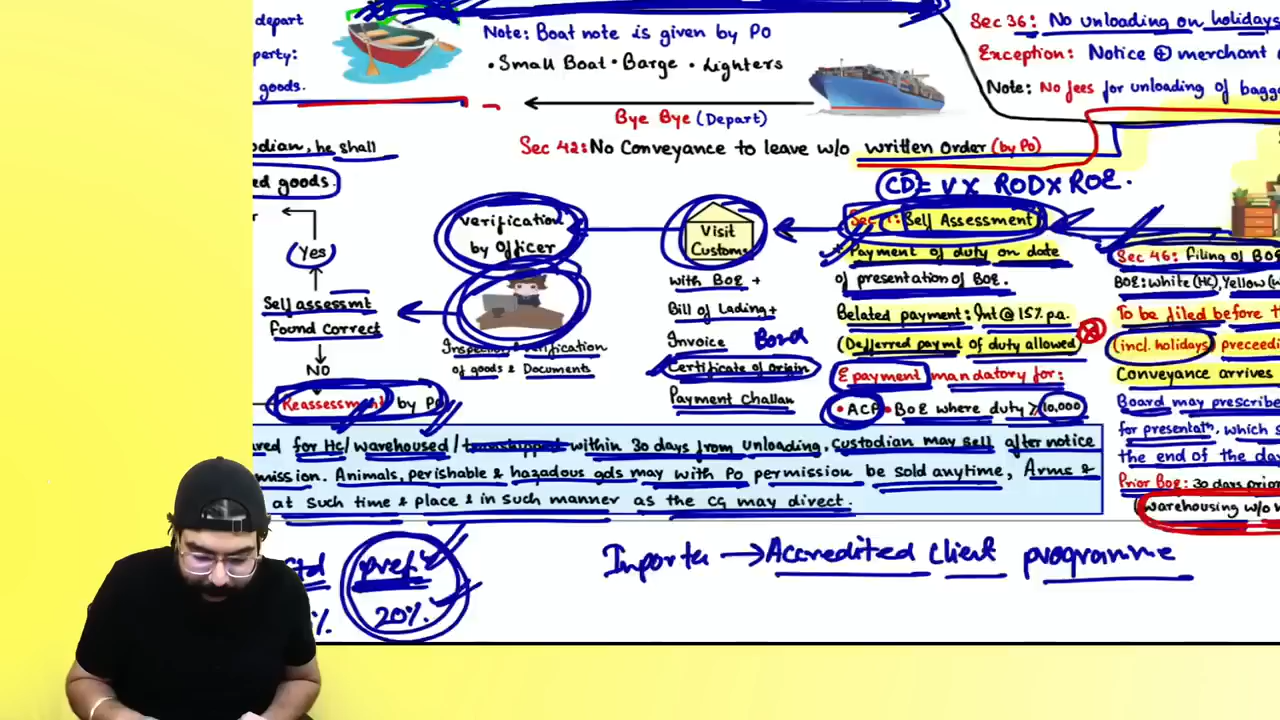 depart
perty:
goods.
Note: Boat note is given by PO
• Small Boat • Barge • Lighters
Bye Bye (Depart)
Sec 42: No Conveyance to leave w/o written Order (by PO)
Sec 36: No unloading on holidays
Exception: Notice ⊕ merchant
Note: No fees for unloading of bagg
CD = V X ROD X ROE.
odian, he shall
ed goods.
Yes
Self assessmt
found correct
NO
Reassessment by PO
verification
by Officer
Inspection & verification
of goods & Documents
Visit
Customs
with BOE +
Bill of Lading +
Invoice Bond
Certificate of Origin
Payment Challan
Self Assessment
Payment of duty on date
of presentation of BOE.
Belated payment: Int @ 15% p.a.
(Deferred paymt of duty allowed)
E payment mandatory for:
• ACP • BOE where duty ≥ 10,000
Sec 46: Filing of BOE
BOE: White (HC), Yellow (w
To be filed before t
(incl. holidays) preceedi
Conveyance arrives
Board may prescribe
for presentatn, which s
the end of the da
Prior BOE: 30 days prior
warehousing w/o
ared for HC/warehoused/transhipped within 30 days from unloading, custodian may sell after notice
mission. Animals, perishable & hazadous gds may with PO permission be sold anytime, Arms &
at such time & place & in such manner as the CG may direct.
Std pref.
% 20%.
Importer → Accredited Client programme